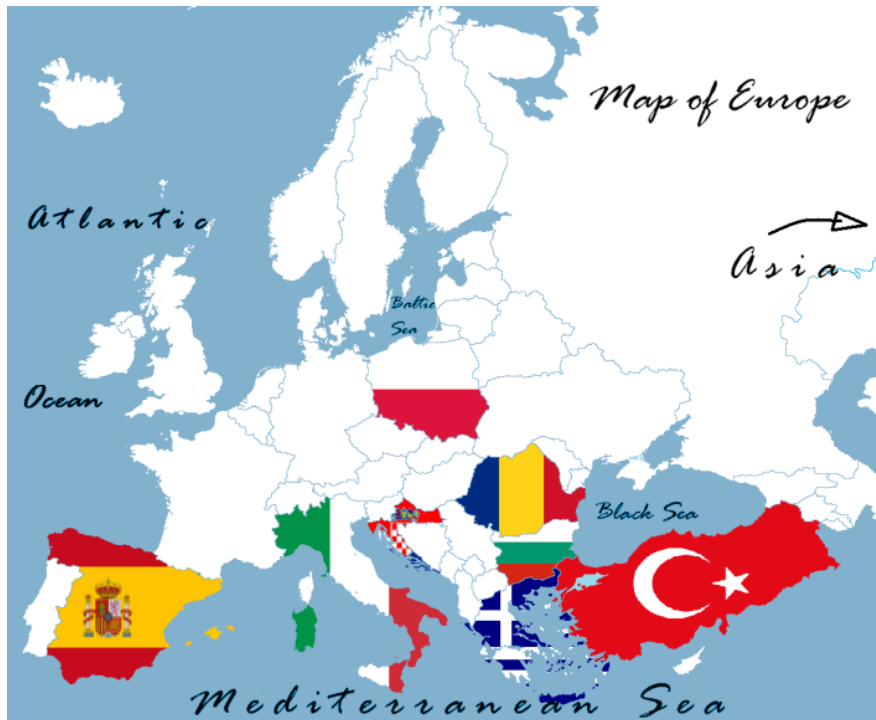 Map of Europe
Atlantic
Asia
Baltic
Sea
Ocean
Black Sea
Mediterranean Sea